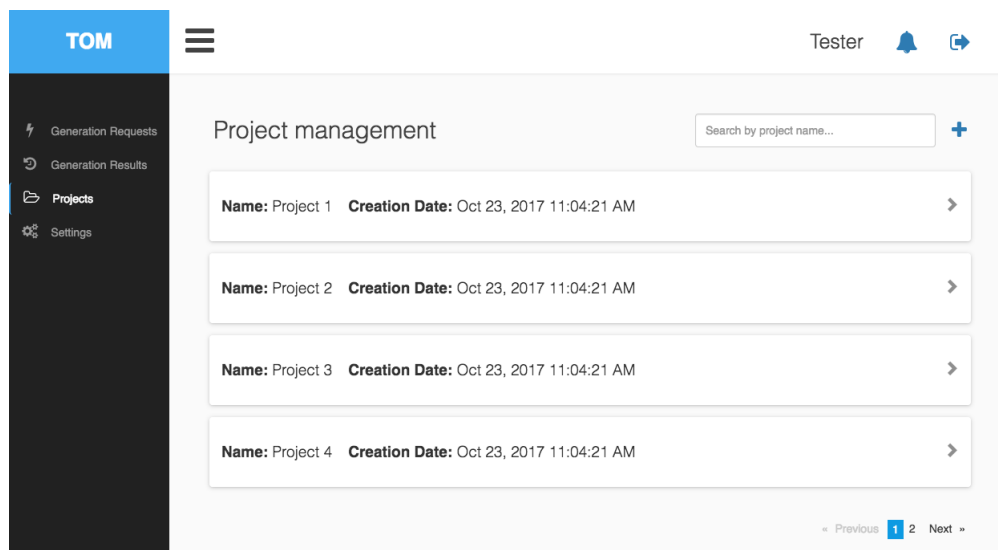 TOM
Tester
Generation Requests
Generation Results
Projects
Settings
Project management
Search by project name...
Name: Project 1 Creation Date: Oct 23, 2017 11:04:21 AM
Name: Project 2 Creation Date: Oct 23, 2017 11:04:21 AM
Name: Project 3 Creation Date: Oct 23, 2017 11:04:21 AM
Name: Project 4 Creation Date: Oct 23, 2017 11:04:21 AM
« Previous 1 2 Next »